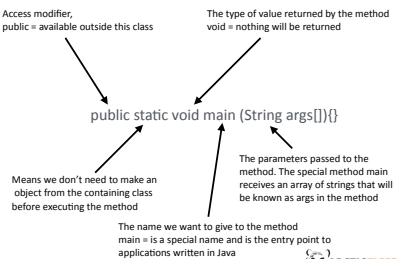 Access modifier,
public = available outside this class
The type of value returned by the method
void = nothing will be returned
public static void main (String args[]){}
Means we don't need to make an
object from the containing class
before executing the method
The parameters passed to the
method. The special method main
receives an array of strings that will
be known as args in the method
The name we want to give to the method
main = is a special name and is the entry point to
applications written in Java